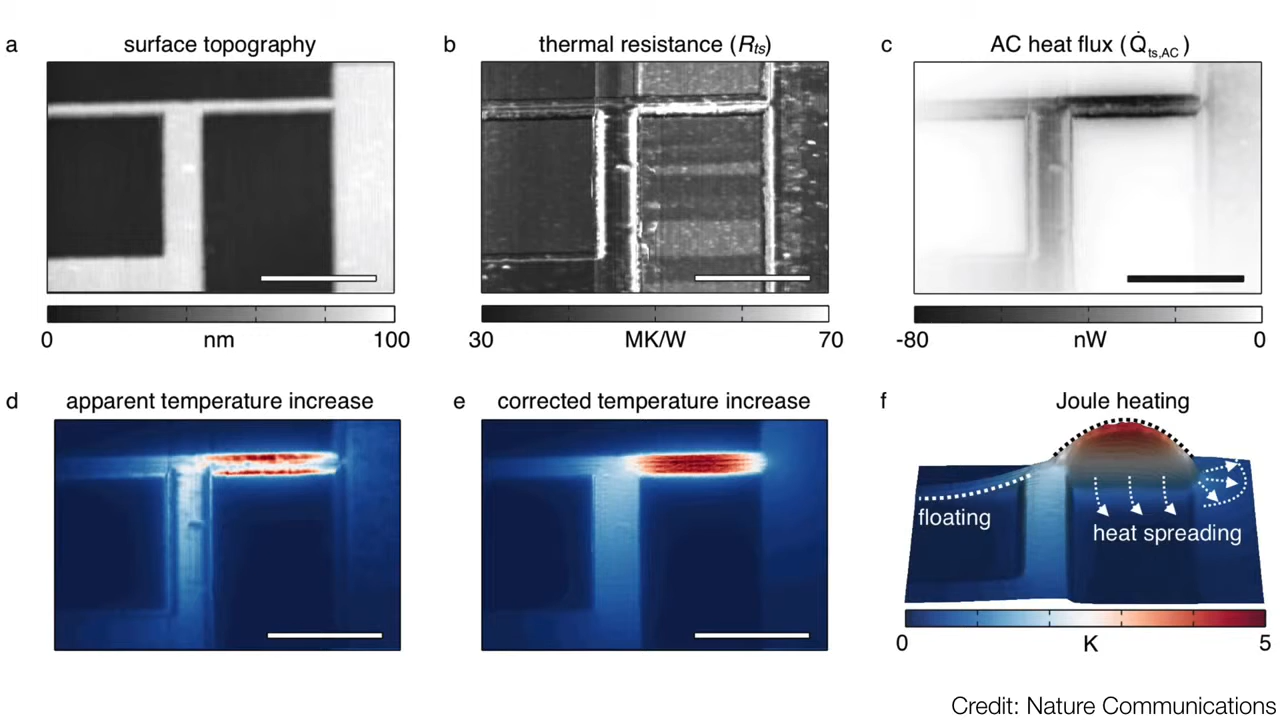 a surface topography
b thermal resistance (Rts)
c AC heat flux (Q̇ts,AC)
0 nm 100
30 MK/W 70
-80 nW 0
d apparent temperature increase
e corrected temperature increase
f Joule heating
floating
heat spreading
0 K 5
Credit: Nature Communications